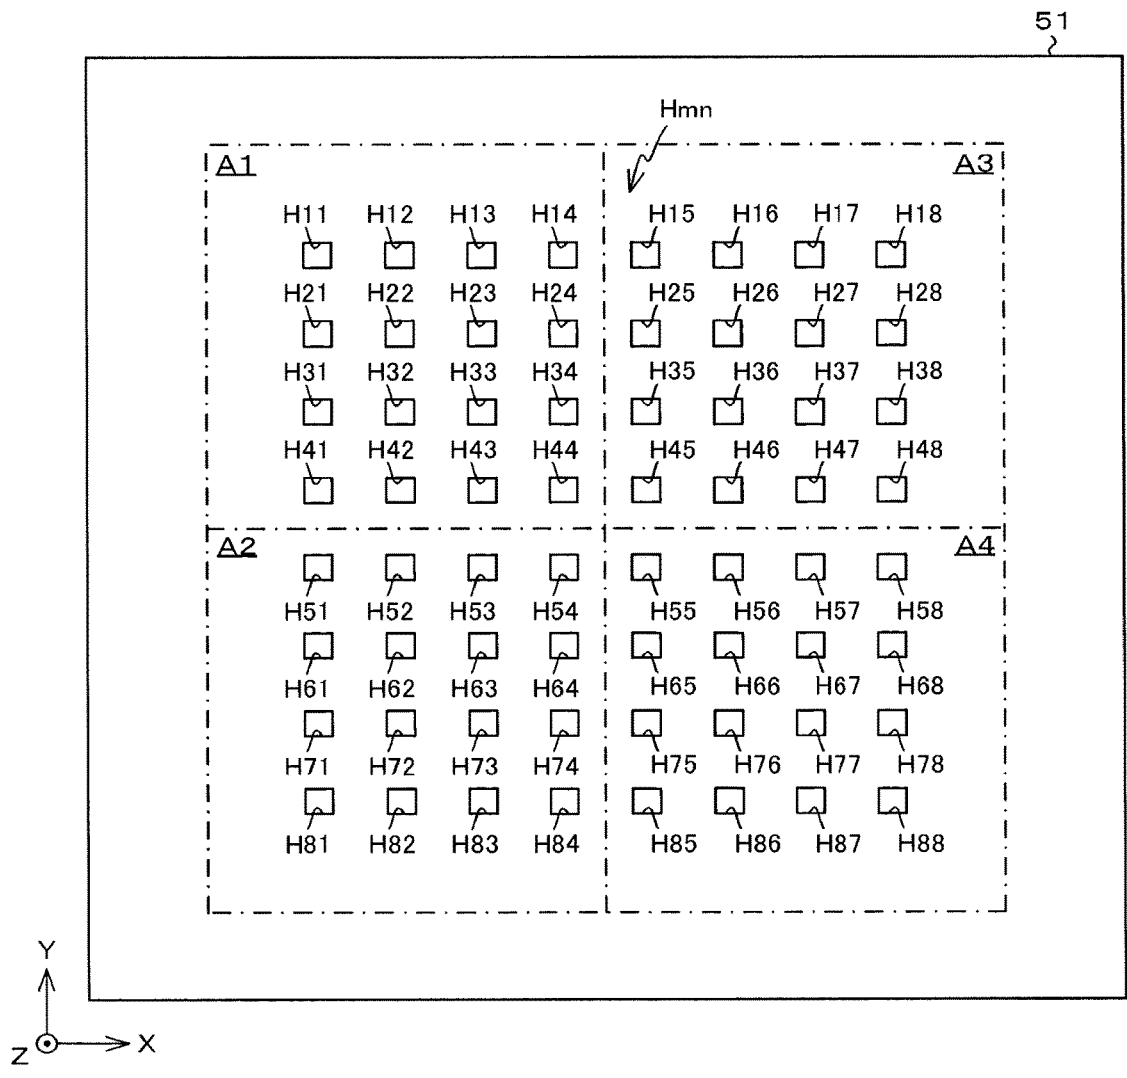 51
Hmn
A1 A3
H11 H12 H13 H14 H15 H16 H17 H18
H21 H22 H23 H24 H25 H26 H27 H28
H31 H32 H33 H34 H35 H36 H37 H38
H41 H42 H43 H44 H45 H46 H47 H48
A2 A4
H51 H52 H53 H54 H55 H56 H57 H58
H61 H62 H63 H64 H65 H66 H67 H68
H71 H72 H73 H74 H75 H76 H77 H78
H81 H82 H83 H84 H85 H86 H87 H88
Y
Z X